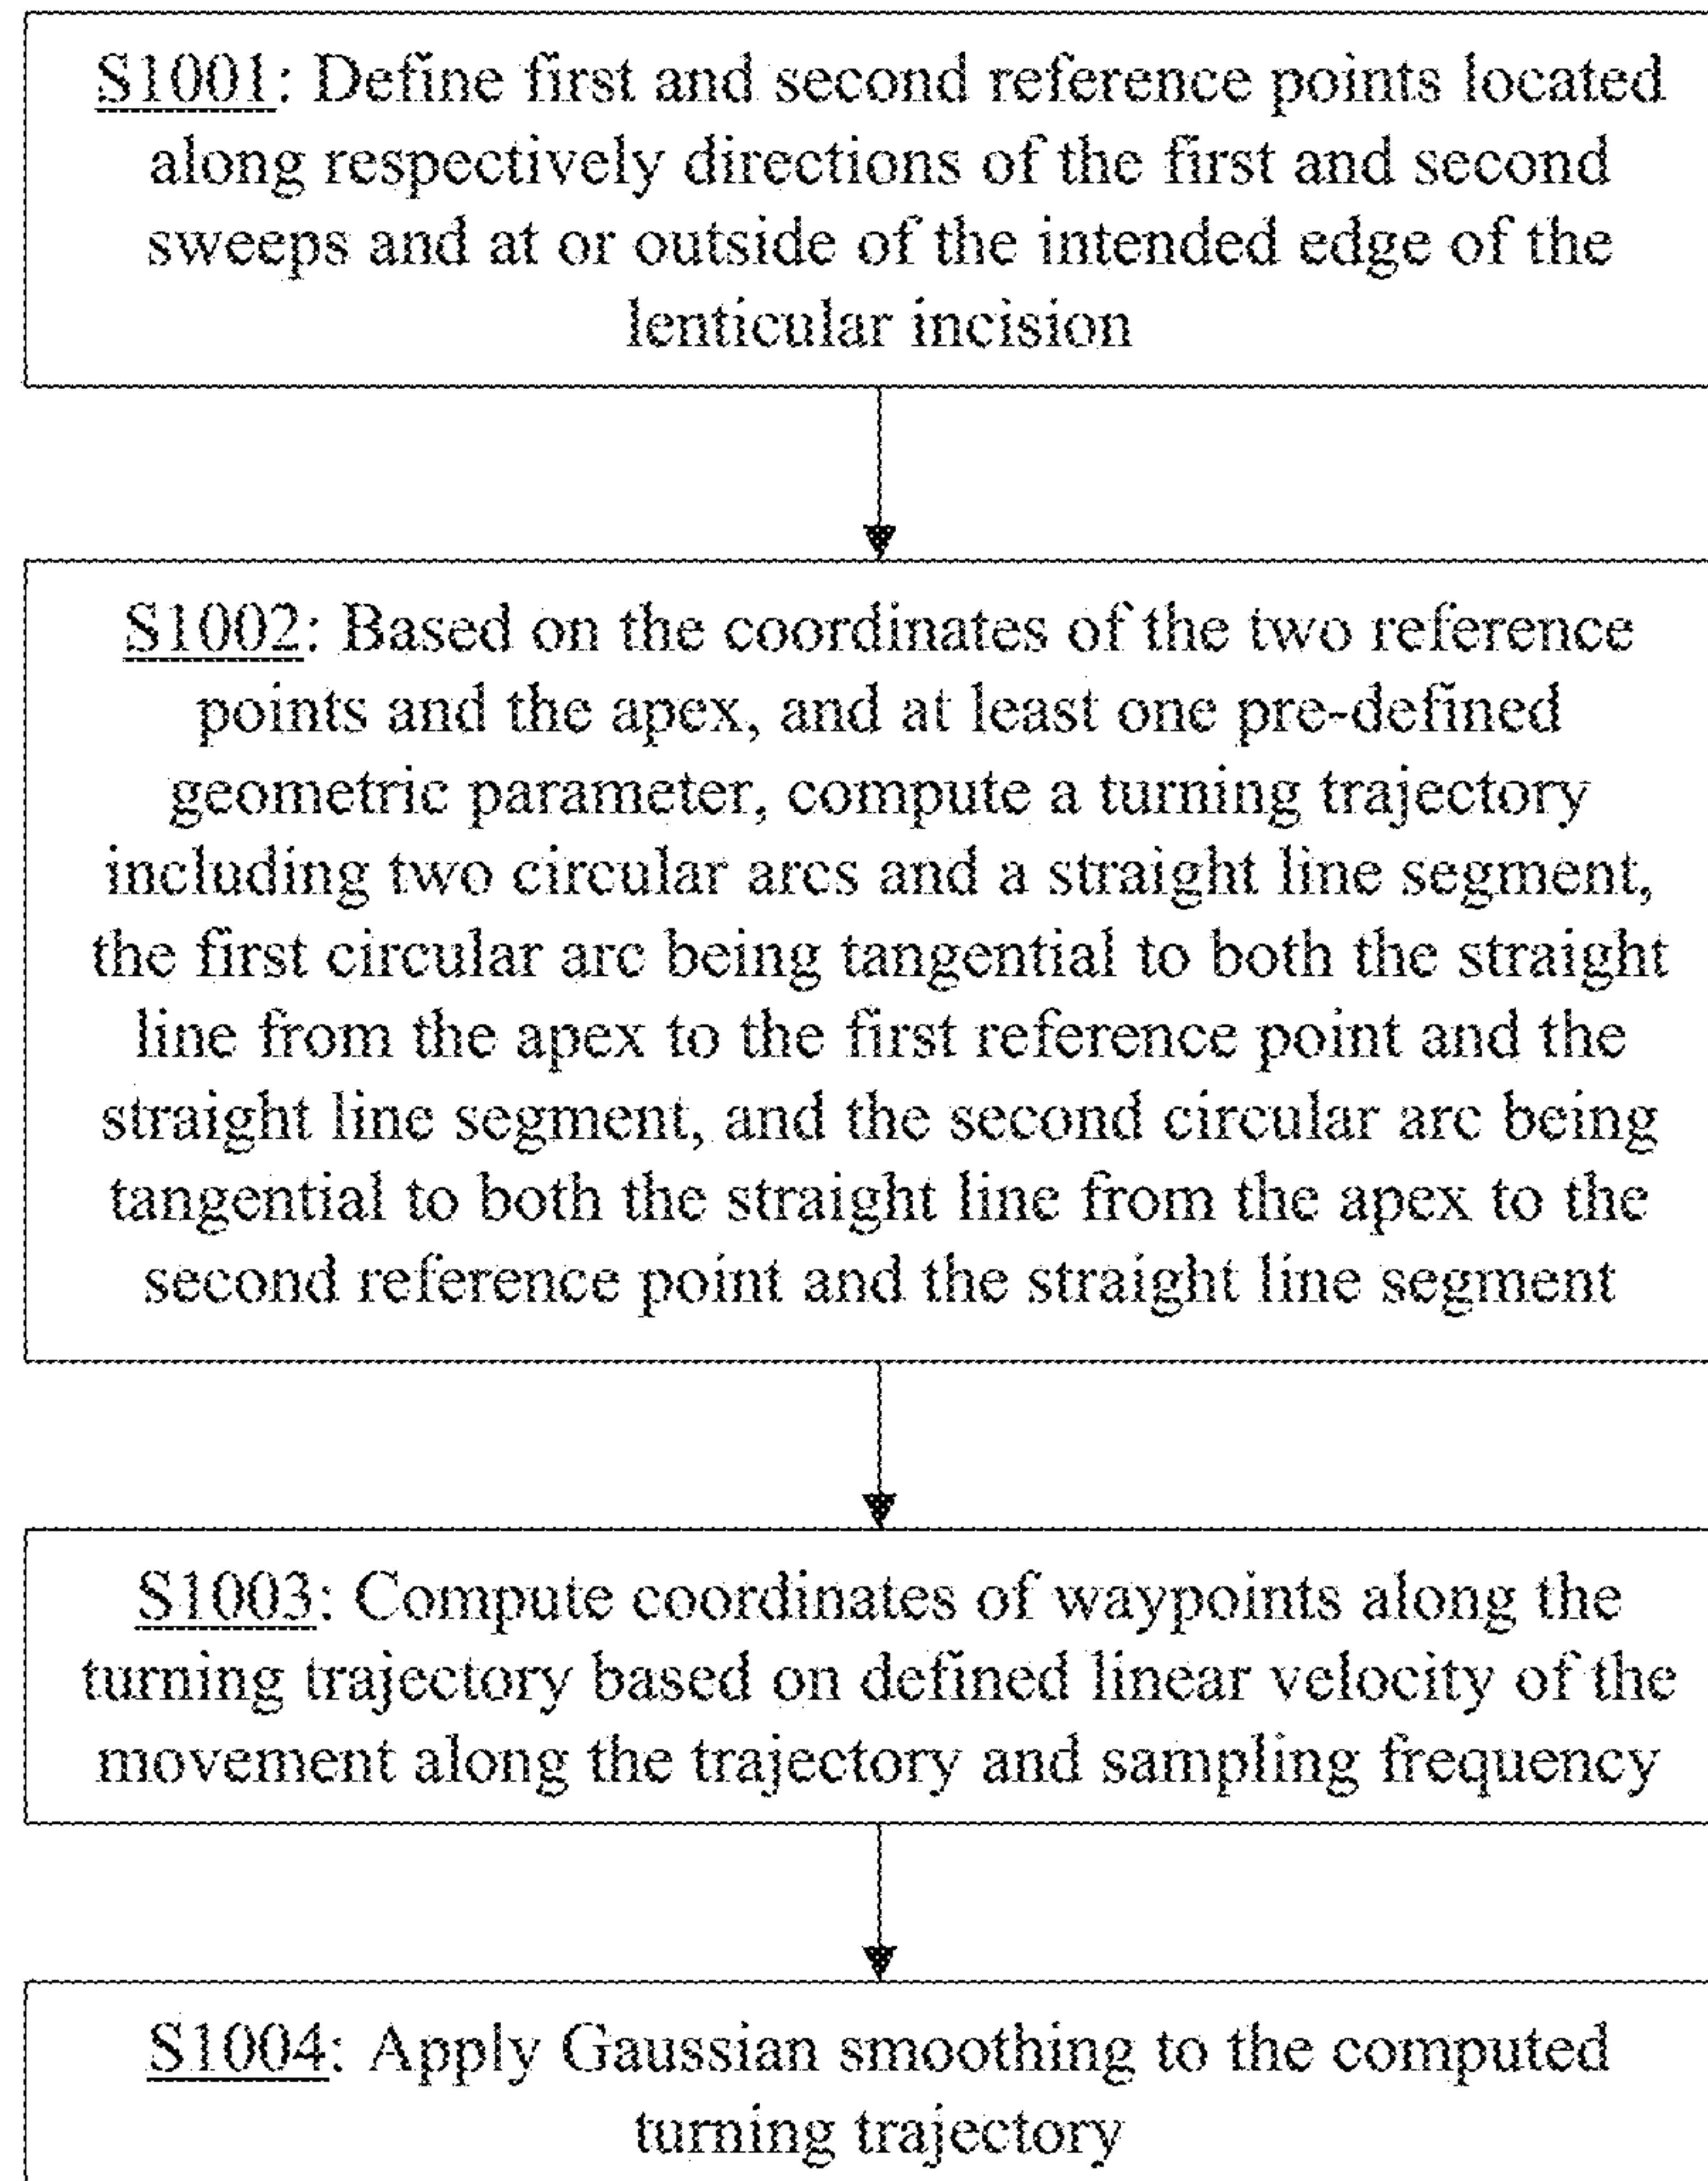 S1001: Define first and second reference points located
along respectively directions of the first and second
sweeps and at or outside of the intended edge of the
lenticular incision
S1002: Based on the coordinates of the two reference
points and the apex, and at least one pre-defined
geometric parameter, compute a turning trajectory
including two circular arcs and a straight line segment,
the first circular arc being tangential to both the straight
line from the apex to the first reference point and the
straight line segment, and the second circular arc being
tangential to both the straight line from the apex to the
second reference point and the straight line segment
S1003: Compute coordinates of waypoints along the
turning trajectory based on defined linear velocity of the
movement along the trajectory and sampling frequency
S1004: Apply Gaussian smoothing to the computed
turning trajectory